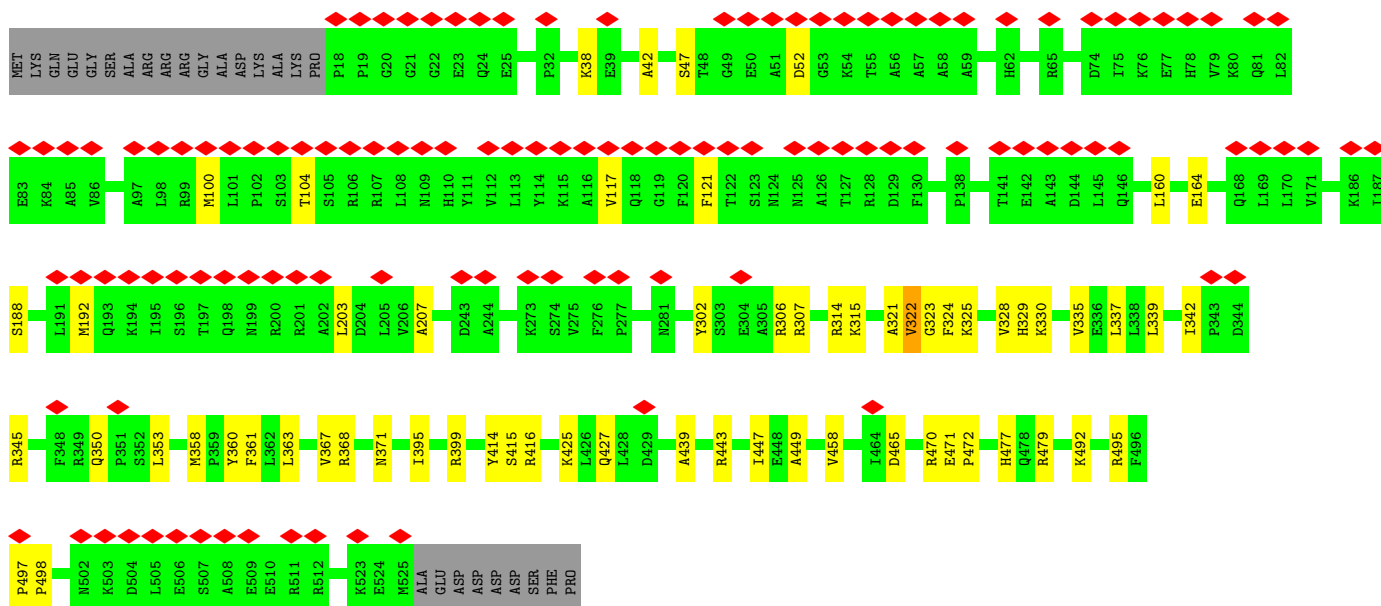 MET LYS GLN GLU GLY SER ALA ARG ARG ARG GLY ALA ASP LYS ALA LYS PRO P18 P19 G20 G21 G22 E23 Q24 E25 P32 K38 E39 A42 S47 T48 G49 E50 A51 D52 G53 K54 T55 A56 A57 A58 A59 H62 R65 D74 I75 K76 E77 H78 V79 K80 Q81 L82
E83 K84 A85 V86 A97 L98 R99 M100 L101 P102 S103 T104 S105 R106 R107 L108 N109 H110 Y111 V112 L113 Y114 K115 A116 V117 Q118 G119 F120 F121 T122 S123 N124 N125 A126 T127 R128 D129 F130 P138 T141 E142 A143 D144 L145 Q146 L160 E164 Q168 L169 L170 V171 K186 I187
S188 L191 M192 Q193 K194 I195 S196 T197 Q198 N199 R200 R201 A202 L203 D204 L205 V206 A207 D243 A244 K273 S274 V275 F276 P277 N281 Y302 S303 E304 A305 R306 R307 R314 K315 A321 V322 G323 F324 K325 V328 H329 K330 V335 E336 L337 L338 L339 I342 P343 D344
R345 F348 R349 Q350 P351 S352 L353 M358 P359 Y360 F361 L362 L363 V367 R368 N371 I395 R399 Y414 S415 R416 K425 L426 Q427 L428 D429 A439 R443 I447 E448 A449 V458 I464 D465 R470 E471 P472 H477 Q478 R479 K492 R495 F496
P497 P498 N502 K503 D504 L505 E506 S507 A508 E509 E510 R511 R512 K523 E524 M525 ALA GLU ASP ASP ASP ASP SER PHE PRO